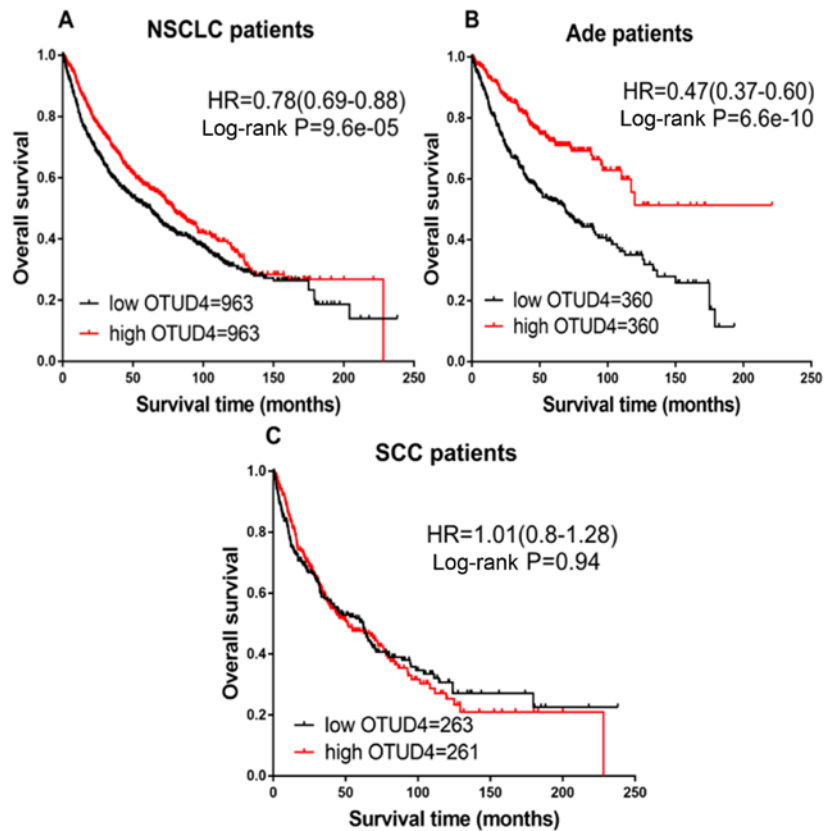 A
NSCLC patients
HR=0.78(0.69-0.88)
Log-rank P=9.6e-05
Overall survival
1.0
0.8
0.6
0.4
0.2
0.0
low OTUD4=963
high OTUD4=963
0 50 100 150 200 250
Survival time (months)
B
Ade patients
HR=0.47(0.37-0.60)
Log-rank P=6.6e-10
Overall survival
1.0
0.8
0.6
0.4
0.2
0.0
low OTUD4=360
high OTUD4=360
0 50 100 150 200 250
Survival time (months)
C
SCC patients
HR=1.01(0.8-1.28)
Log-rank P=0.94
Overall survival
1.0
0.8
0.6
0.4
0.2
0.0
low OTUD4=263
high OTUD4=261
0 50 100 150 200 250
Survival time (months)